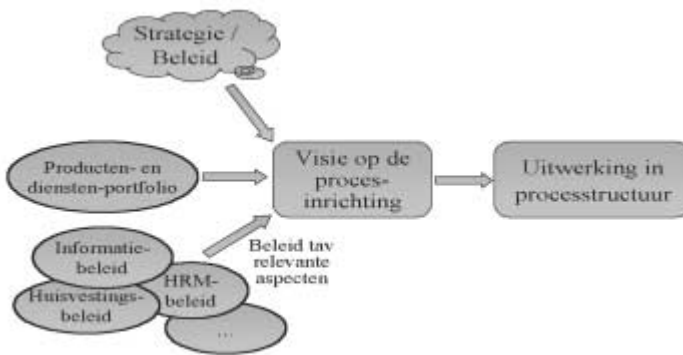 Strategie /
Beleid
Producten- en
diensten-portfolio
Visie op de
proces-
inrichting
Uitwerking in
processtructuur
Informatie-
beleid
Huisvestings-
beleid
HRM-
beleid
...
Beleid tav
relevante
aspecten